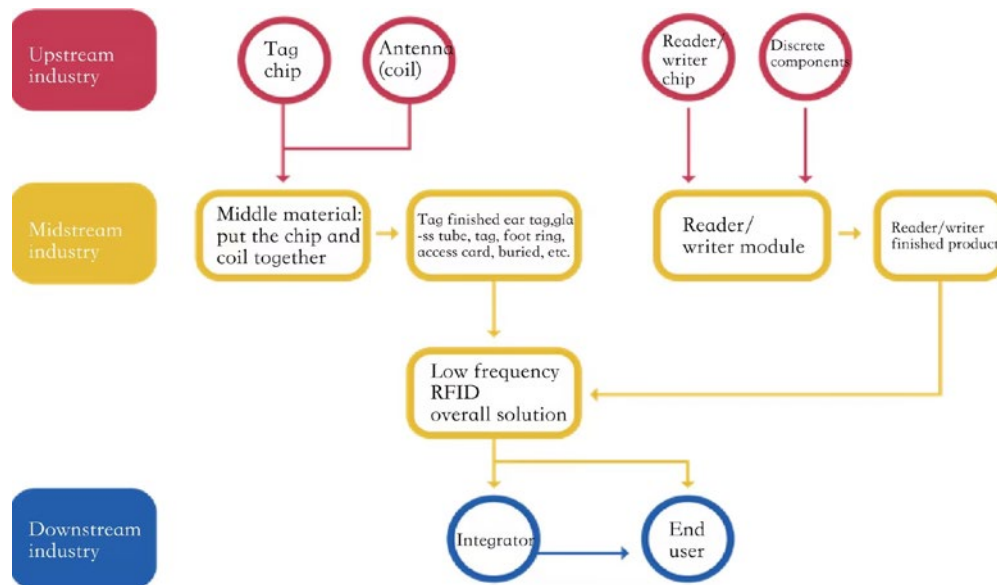 Upstream
industry
Tag
chip
Antenna
(coil)
Reader/
writer
chip
Discrete
components
Midstream
industry
Middle material:
put the chip and
coil together
Tag finished ear tag,gla
-ss tube, tag, foot ring,
access card, buried, etc.
Reader/
writer module
Reader/writer
finished product
Low frequency
RFID
overall solution
Downstream
industry
Integrator
End
user